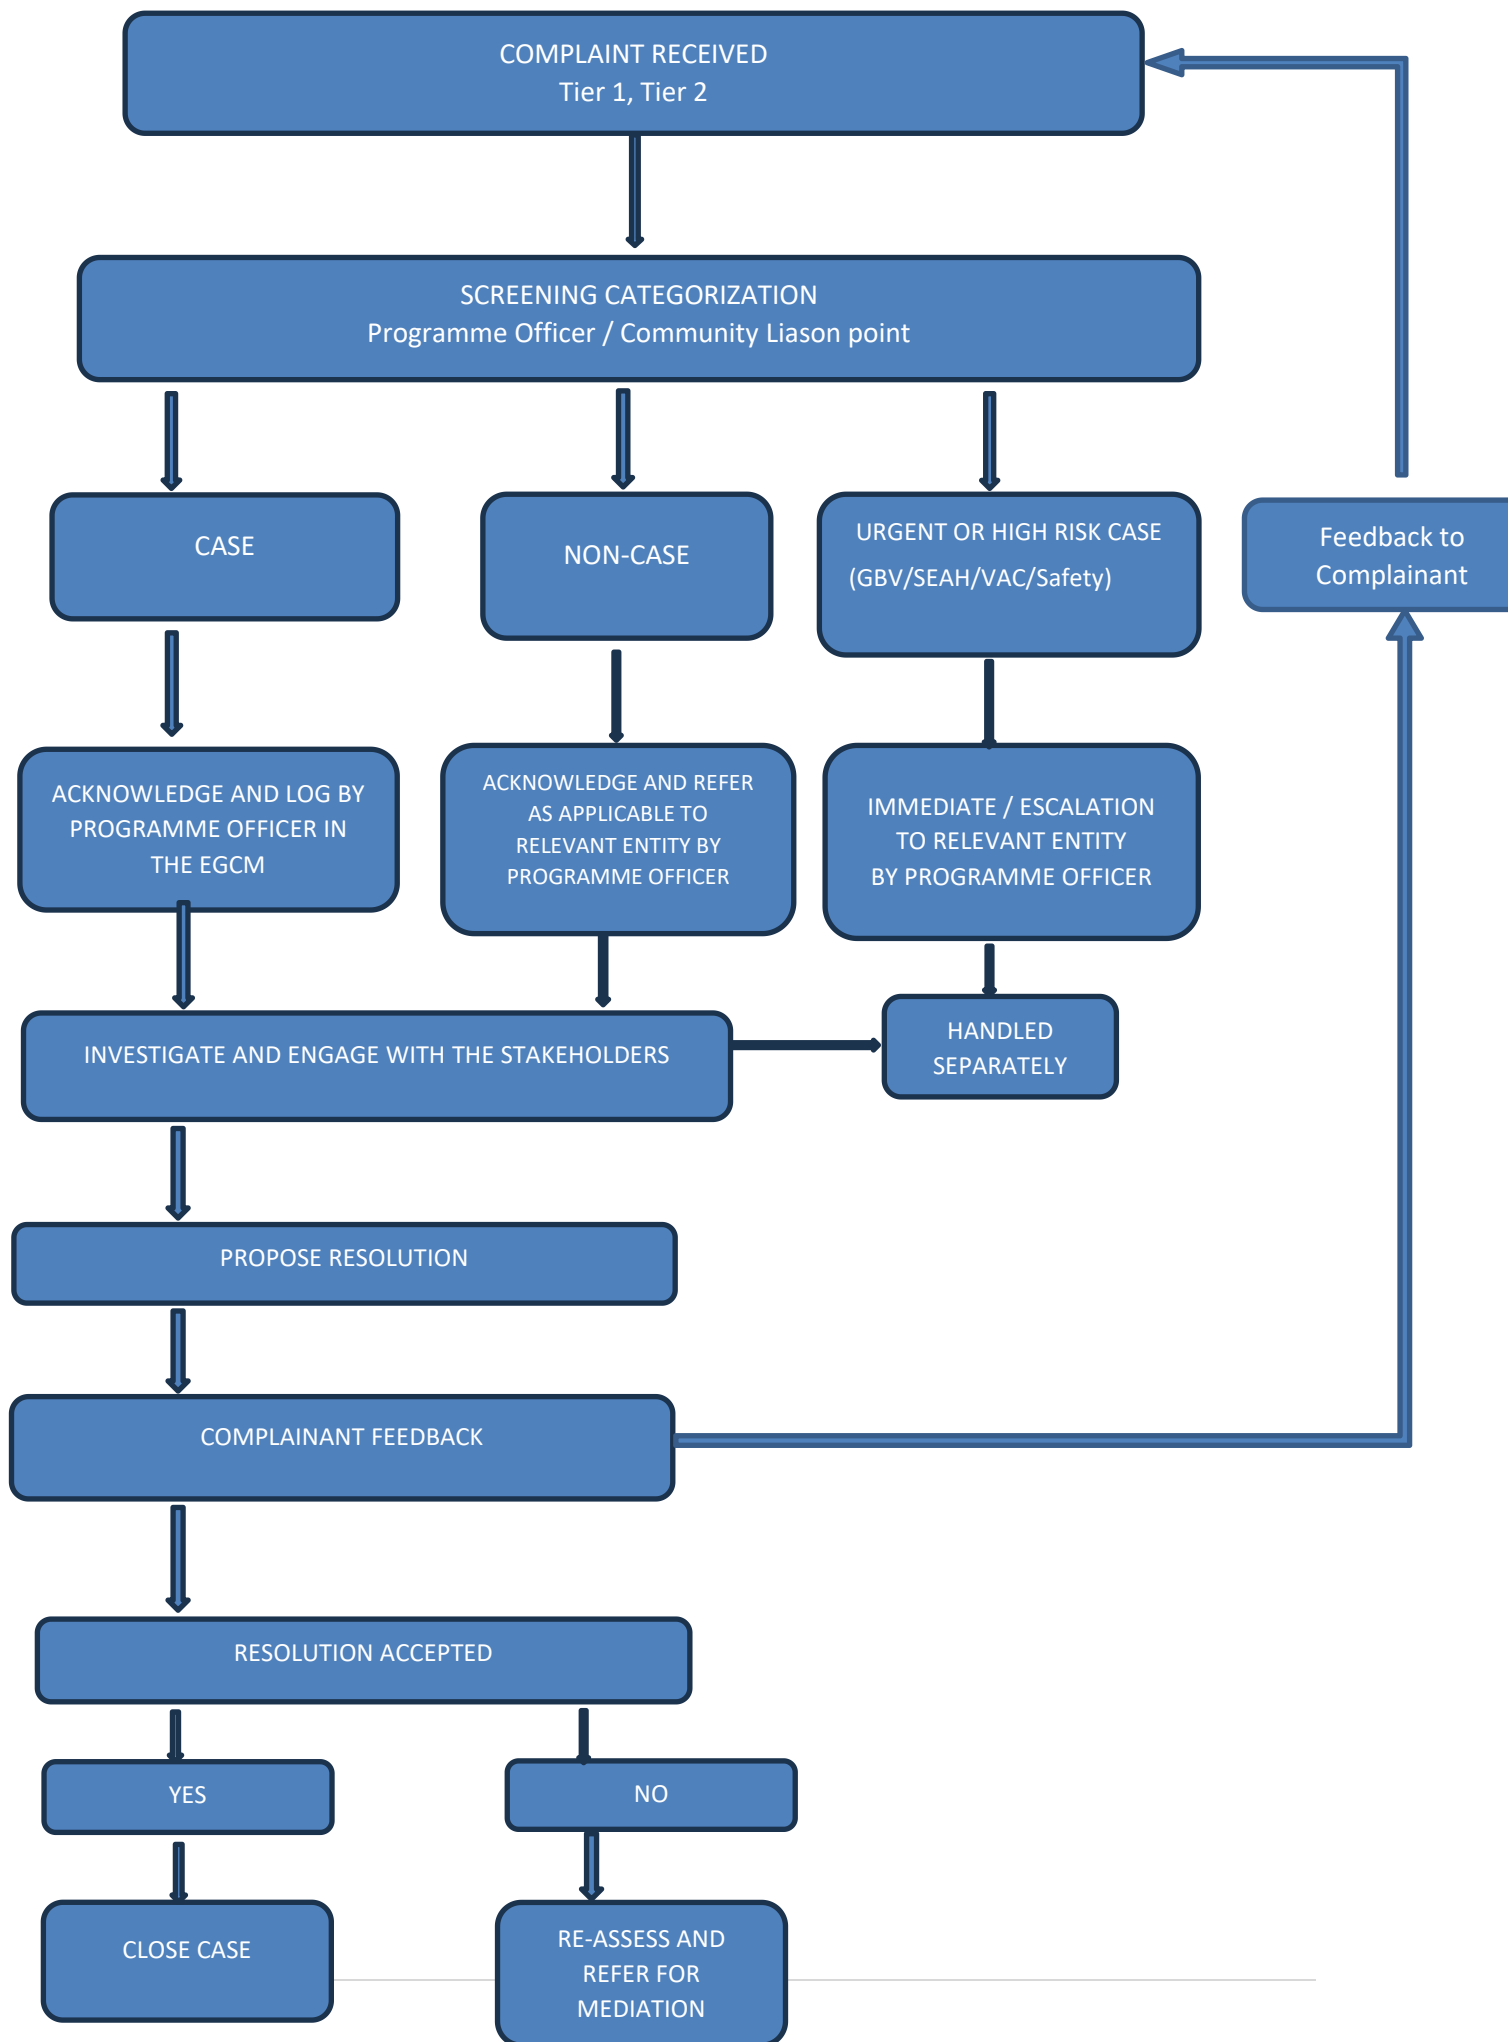 COMPLAINT RECEIVED
Tier 1, Tier 2
SCREENING CATEGORIZATION
Programme Officer / Community Liason point
CASE
NON-CASE
URGENT OR HIGH RISK CASE
(GBV/SEAH/VAC/Safety)
Feedback to
Complainant
ACKNOWLEDGE AND LOG BY
PROGRAMME OFFICER IN
THE EGCM
ACKNOWLEDGE AND REFER
AS APPLICABLE TO
RELEVANT ENTITY BY
PROGRAMME OFFICER
IMMEDIATE / ESCALATION
TO RELEVANT ENTITY
BY PROGRAMME OFFICER
INVESTIGATE AND ENGAGE WITH THE STAKEHOLDERS
HANDLED
SEPARATELY
PROPOSE RESOLUTION
COMPLAINANT FEEDBACK
RESOLUTION ACCEPTED
YES
NO
CLOSE CASE
RE-ASSESS AND
REFER FOR
MEDIATION